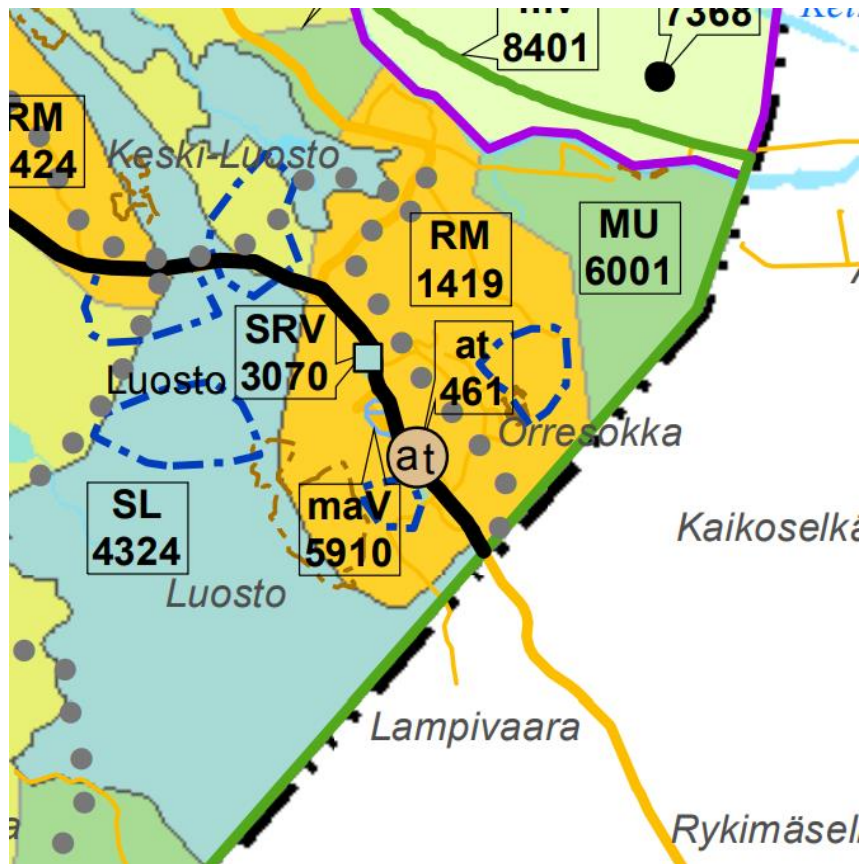 8401
7368
RM
424
Keski-Luosto
RM
1419
MU
6001
SRV
3070
at
461
Luosto
Orresokka
at
SL
4324
maV
5910
Kaikoselkä
Luosto
Lampivaara